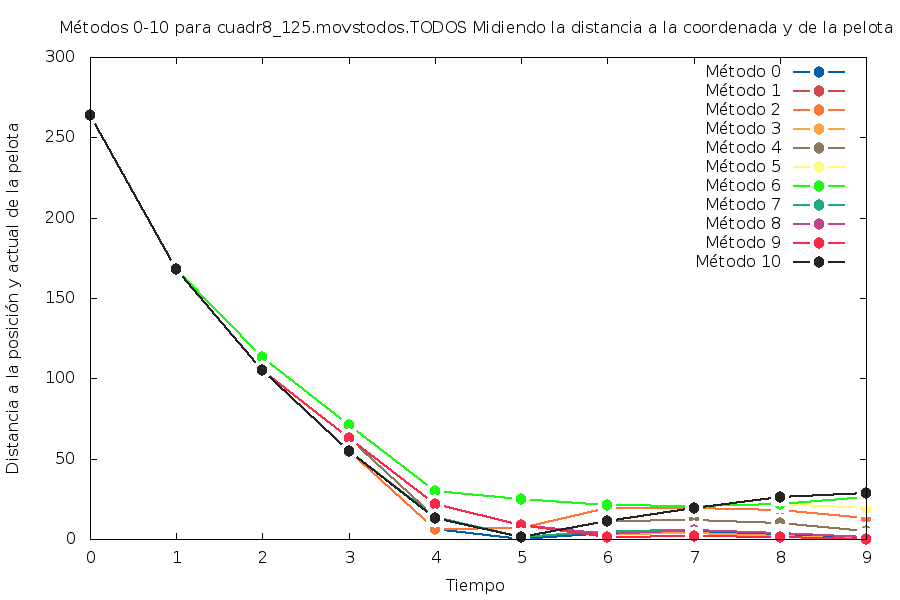 Métodos 0-10 para cuadr8_125.movstodos.TODOS Midiendo la distancia a la coordenada y de la pelota
Distancia a la posición y actual de la pelota
300
250
200
150
100
50
0
Método 0
Método 1
Método 2
Método 3
Método 4
Método 5
Método 6
Método 7
Método 8
Método 9
Método 10
0 1 2 3 4 5 6 7 8 9
Tiempo